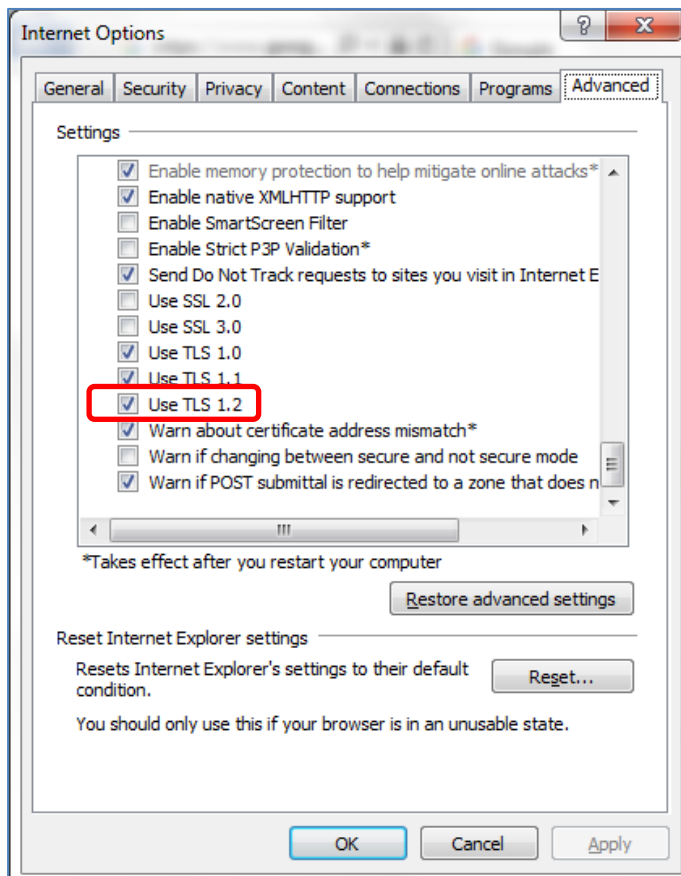 Internet Options
General Security Privacy Content Connections Programs Advanced
Settings
Enable memory protection to help mitigate online attacks*
Enable native XMLHTTP support
Enable SmartScreen Filter
Enable Strict P3P Validation*
Send Do Not Track requests to sites you visit in Internet E
Use SSL 2.0
Use SSL 3.0
Use TLS 1.0
Use TLS 1.1
Use TLS 1.2
Warn about certificate address mismatch*
Warn if changing between secure and not secure mode
Warn if POST submittal is redirected to a zone that does n
*Takes effect after you restart your computer
Restore advanced settings
Reset Internet Explorer settings
Resets Internet Explorer's settings to their default
condition.
Reset...
You should only use this if your browser is in an unusable state.
OK Cancel Apply